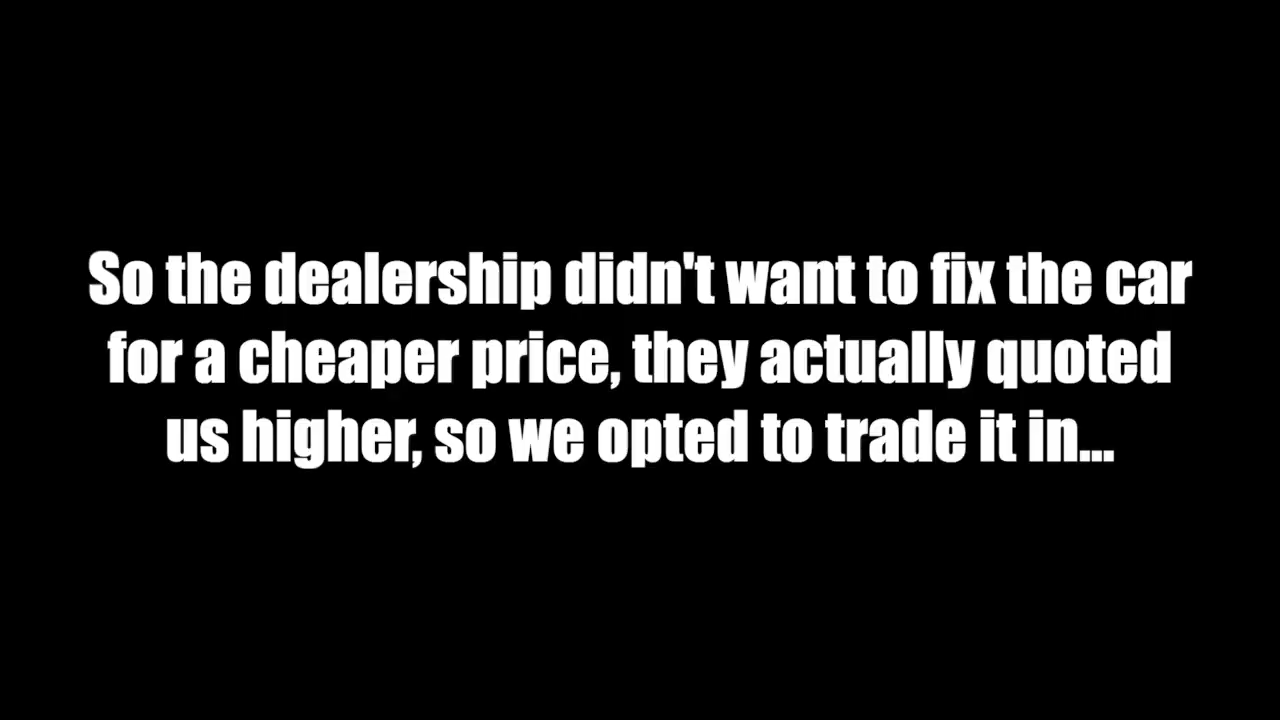 So the dealership didn't want to fix the car
for a cheaper price, they actually quoted
us higher, so we opted to trade it in...